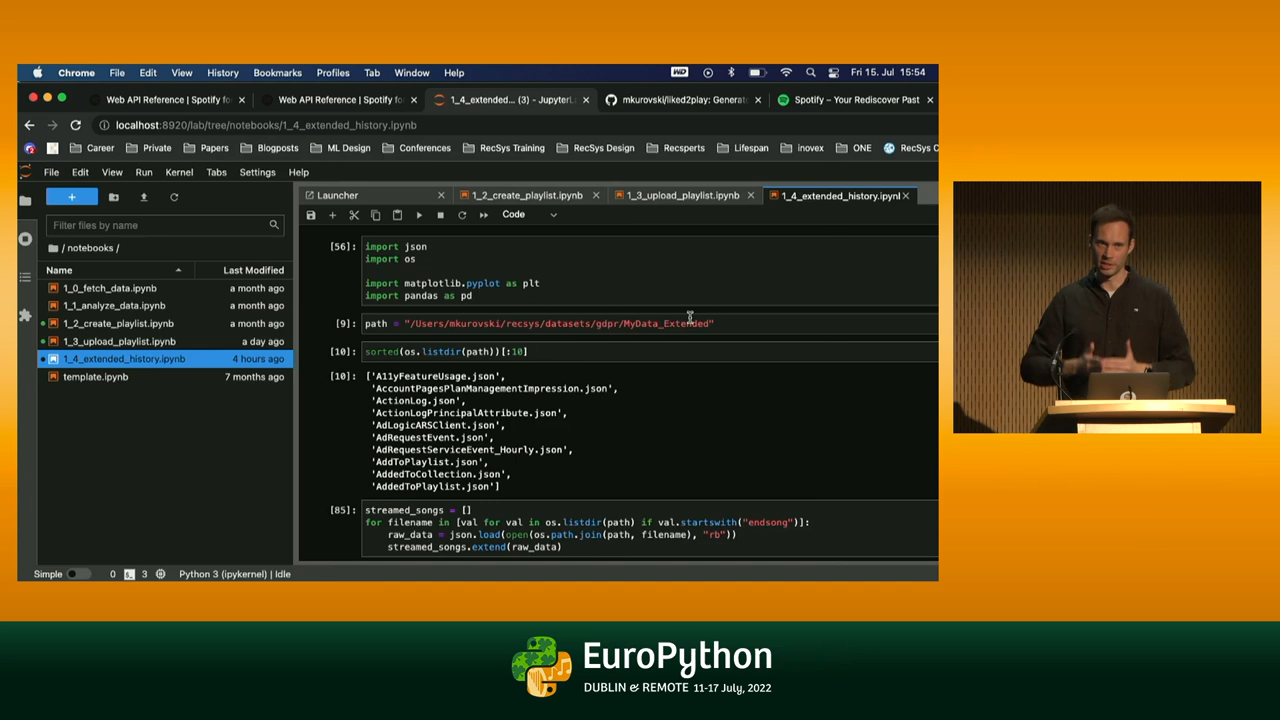 Chrome File Edit View History Bookmarks Profiles Tab Window Help
WD Fri 15. Jul 15:54
Web API Reference | Spotify fo
Web API Reference | Spotify fo
1_4_extended... (3) - JupyterL
mkurovski/liked2play: Generat
Spotify – Your Rediscover Past
localhost:8920/lab/tree/notebooks/1_4_extended_history.ipynb
Career Private Papers Blogposts ML Design Conferences RecSys Training RecSys Design Recsperts Lifespan inovex ONE RecSys C
File Edit View Run Kernel Tabs Settings Help
Launcher
1_2_create_playlist.ipynb
1_3_upload_playlist.ipynb
1_4_extended_history.ipynb
Code
Filter files by name
/ notebooks /
Name Last Modified
1_0_fetch_data.ipynb a month ago
1_1_analyze_data.ipynb a month ago
1_2_create_playlist.ipynb a month ago
1_3_upload_playlist.ipynb a day ago
1_4_extended_history.ipynb 4 hours ago
template.ipynb 7 months ago
[56]: import json
import os
import matplotlib.pyplot as plt
import pandas as pd
[9]: path = "/Users/mkurovski/recsys/datasets/gdpr/MyData_Extended"
[10]: sorted(os.listdir(path))[:10]
[10]: ['A11yFeatureUsage.json',
'AccountPagesPlanManagementImpression.json',
'ActionLog.json',
'ActionLogPrincipalAttribute.json',
'AdLogicARSClient.json',
'AdRequestEvent.json',
'AdRequestServiceEvent_Hourly.json',
'AddToPlaylist.json',
'AddedToCollection.json',
'AddedToPlaylist.json']
[85]: streamed_songs = []
for filename in [val for val in os.listdir(path) if val.startswith("endsong")]:
raw_data = json.load(open(os.path.join(path, filename), "rb"))
streamed_songs.extend(raw_data)
Simple 0 3 Python 3 (ipykernel) | Idle
EuroPython
DUBLIN & REMOTE 11-17 July, 2022